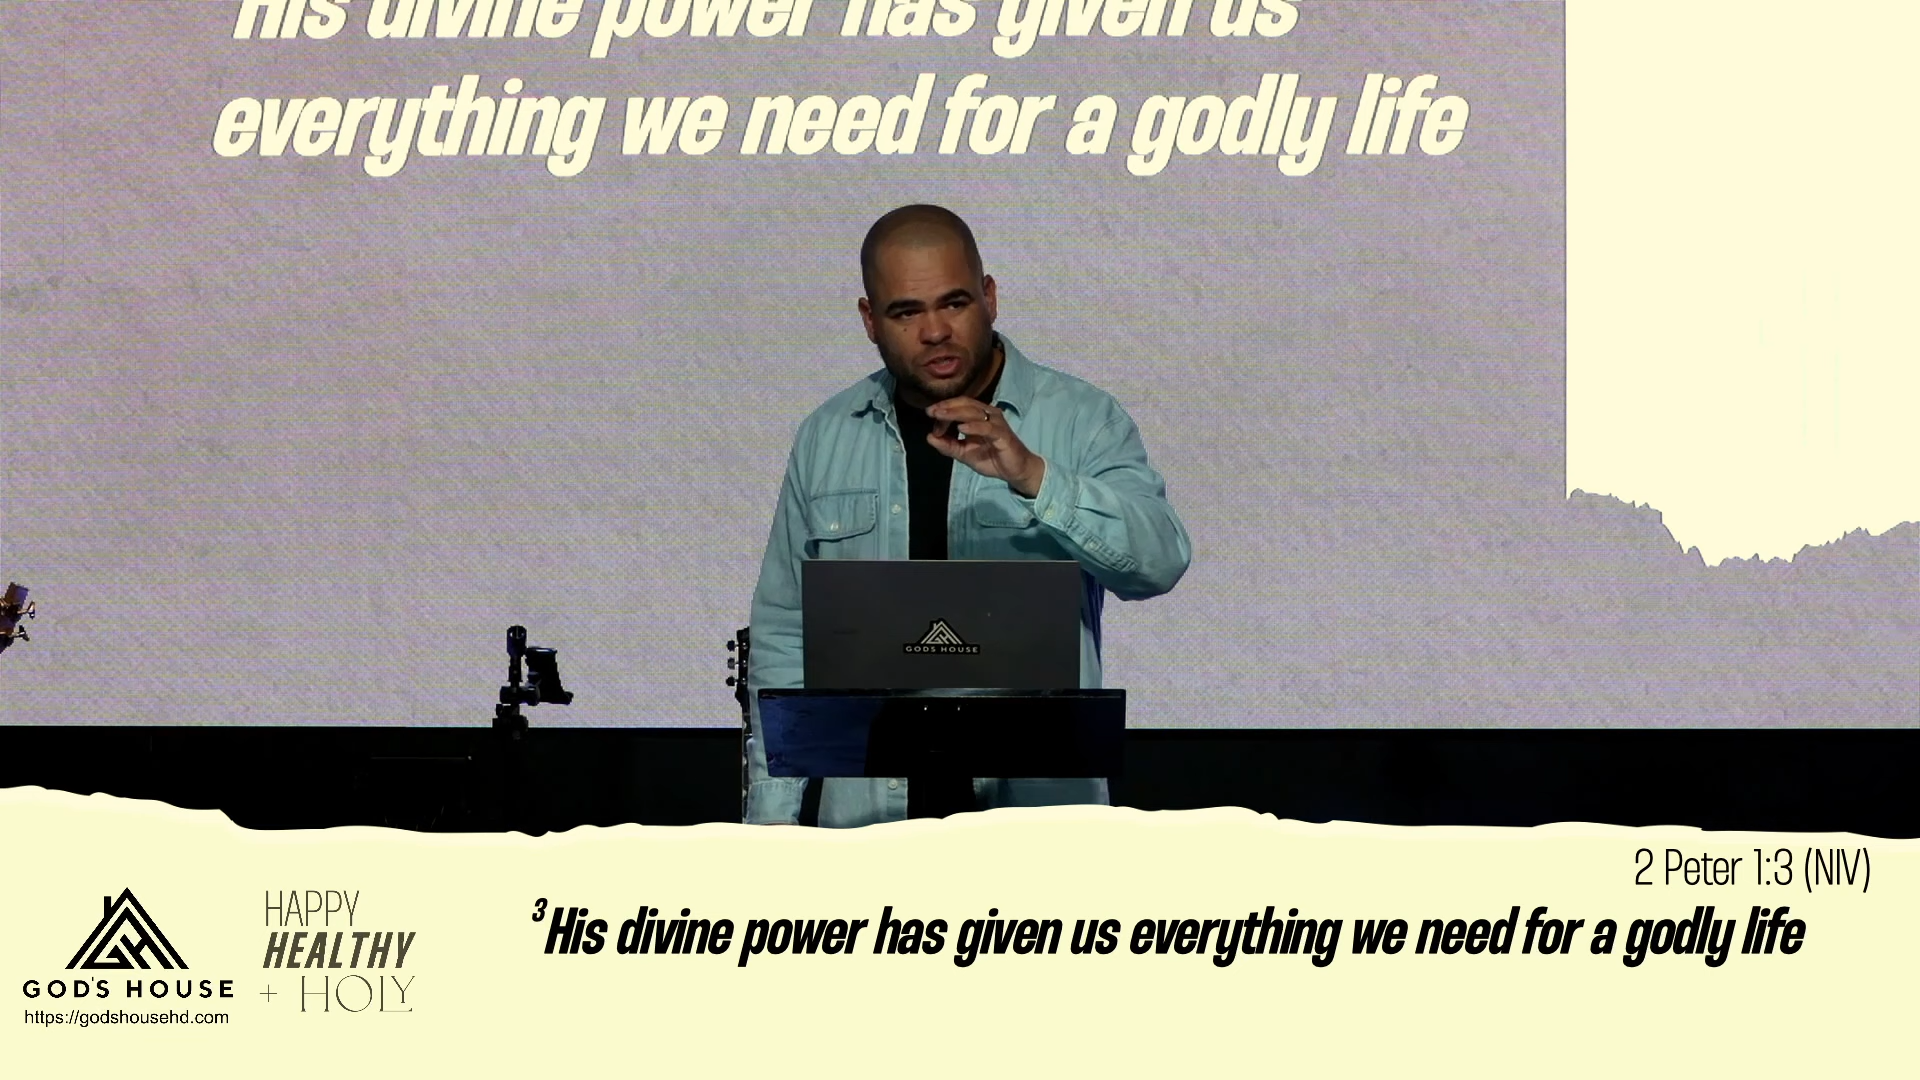 His divine power has given us
everything we need for a godly life
GODS HOUSE
2 Peter 1:3 (NIV)
³His divine power has given us everything we need for a godly life
GOD'S HOUSE
https://godshousehd.com
HAPPY
HEALTHY
+ HOLY